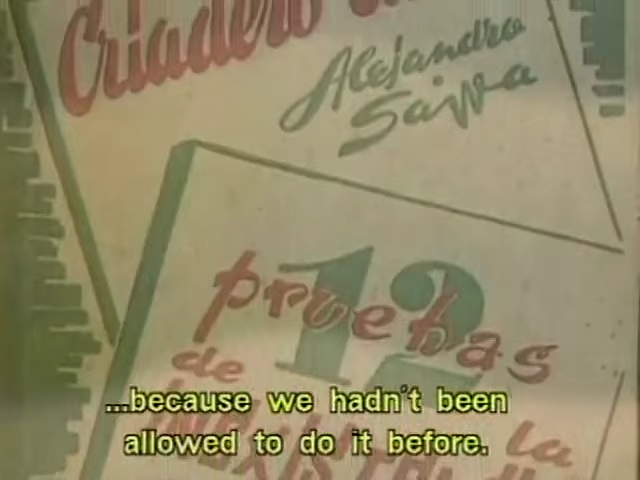 Criadero
Alejandro
Sawa
12
pruebas
de
la
...because we hadn't been
allowed to do it before.